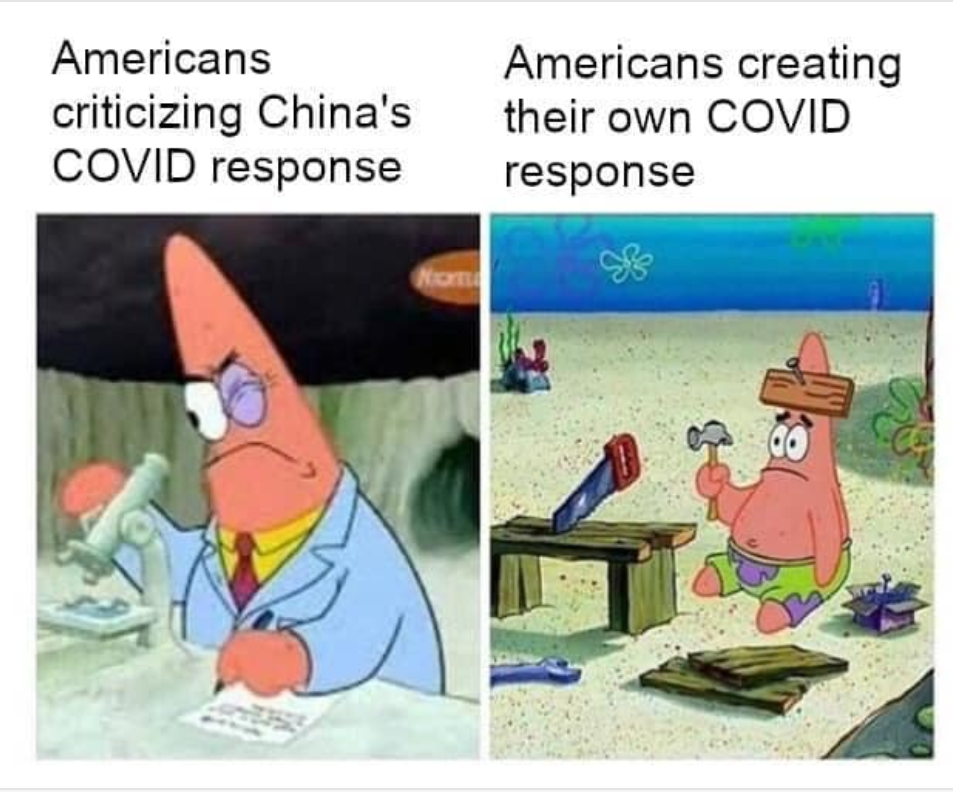 Americans
criticizing China's
COVID response
Americans creating
their own COVID
response